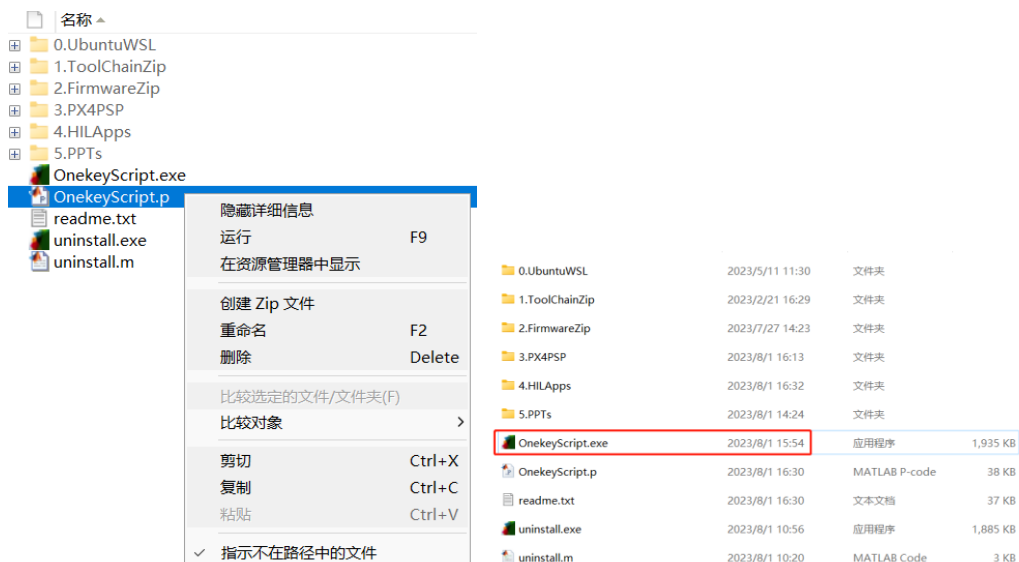 名称
0.UbuntuWSL
1.ToolChainZip
2.FirmwareZip
3.PX4PSP
4.HILApps
5.PPTs
OnekeyScript.exe
OnekeyScript.p
readme.txt
uninstall.exe
uninstall.m
隐藏详细信息
运行 F9
在资源管理器中显示
创建 Zip 文件
重命名 F2
删除 Delete
比较选定的文件/文件夹(F)
比较对象
剪切 Ctrl+X
复制 Ctrl+C
粘贴 Ctrl+V
指示不在路径中的文件
0.UbuntuWSL 2023/5/11 11:30 文件夹
1.ToolChainZip 2023/2/21 16:29 文件夹
2.FirmwareZip 2023/7/27 14:23 文件夹
3.PX4PSP 2023/8/1 16:13 文件夹
4.HILApps 2023/8/1 16:32 文件夹
5.PPTs 2023/8/1 14:24 文件夹
OnekeyScript.exe 2023/8/1 15:54 应用程序 1,935 KB
OnekeyScript.p 2023/8/1 16:30 MATLAB P-code 38 KB
readme.txt 2023/8/1 16:30 文本文档 37 KB
uninstall.exe 2023/8/1 10:56 应用程序 1,885 KB
uninstall.m 2023/8/1 10:20 MATLAB Code 3 KB